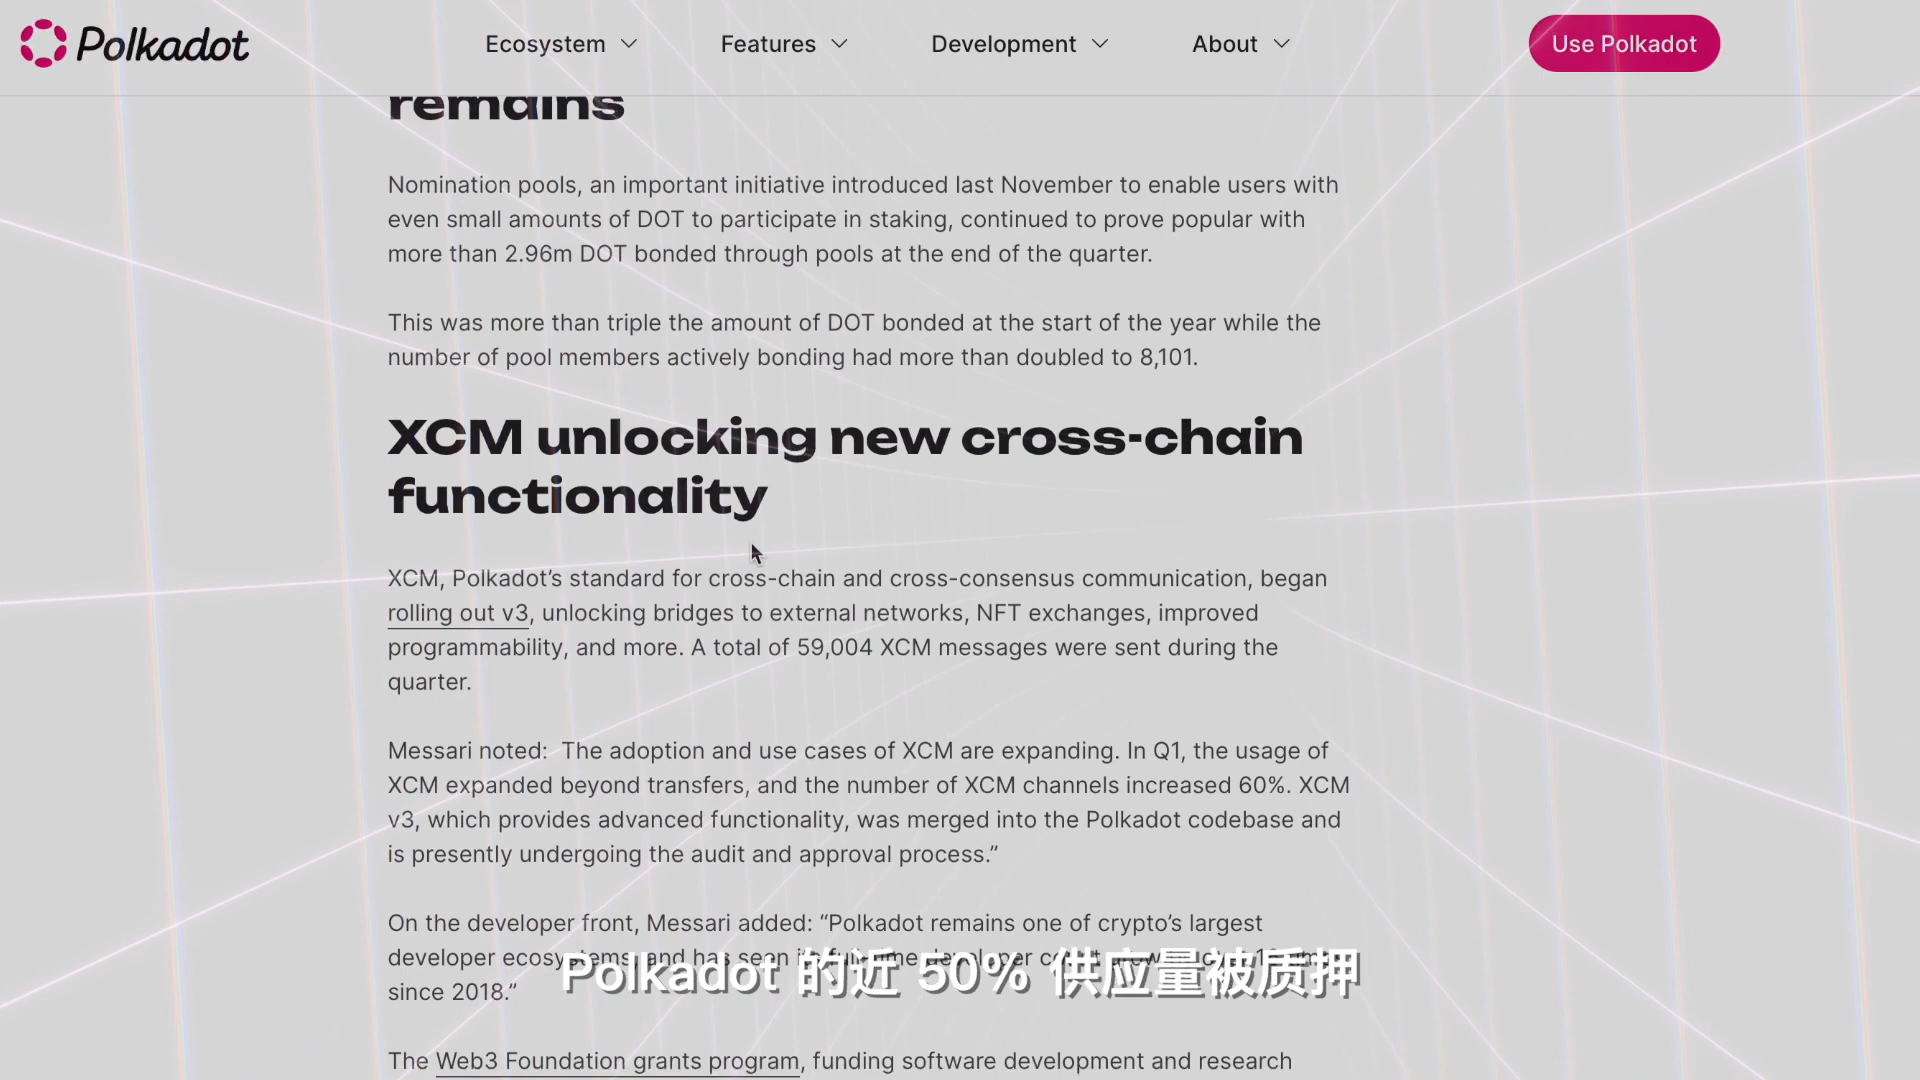 Polkadot
Ecosystem
Features
Development
About
Use Polkadot
remains
Nomination pools, an important initiative introduced last November to enable users with
even small amounts of DOT to participate in staking, continued to prove popular with
more than 2.96m DOT bonded through pools at the end of the quarter.
This was more than triple the amount of DOT bonded at the start of the year while the
number of pool members actively bonding had more than doubled to 8,101.
XCM unlocking new cross-chain
functionality
XCM, Polkadot’s standard for cross-chain and cross-consensus communication, began
rolling out v3, unlocking bridges to external networks, NFT exchanges, improved
programmability, and more. A total of 59,004 XCM messages were sent during the
quarter.
Messari noted:  The adoption and use cases of XCM are expanding. In Q1, the usage of
XCM expanded beyond transfers, and the number of XCM channels increased 60%. XCM
v3, which provides advanced functionality, was merged into the Polkadot codebase and
is presently undergoing the audit and approval process.”
On the developer front, Messari added: “Polkadot remains one of crypto’s largest
developer ecosystems, and has seen its full-time developer
since 2018.”
Polkadot 的近 50% 供应量被质押
The Web3 Foundation grants program, funding software development and research